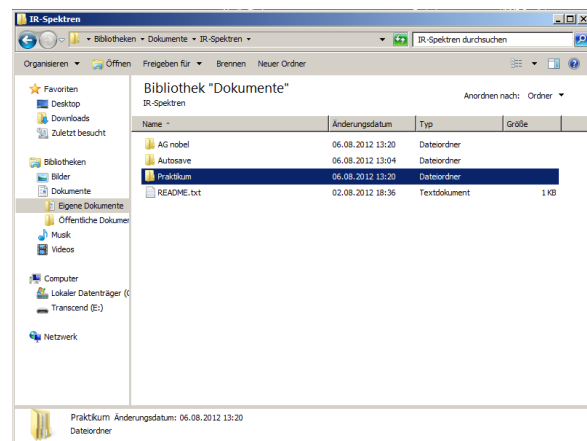 IR-Spektren
Bibliotheken Dokumente IR-Spektren
IR-Spektren durchsuchen
Organisieren Öffnen Freigeben für Brennen Neuer Ordner
Favoriten
Desktop
Downloads
Zuletzt besucht
Bibliotheken
Bilder
Dokumente
Eigene Dokumente
Öffentliche Dokumen
Musik
Videos
Computer
Lokaler Datenträger (
Transcend (E:)
Netzwerk
Bibliothek "Dokumente"
IR-Spektren
Anordnen nach: Ordner
Name Änderungsdatum Typ Größe
AG nobel 06.08.2012 13:20 Dateiordner
Autosave 06.08.2012 13:04 Dateiordner
Praktikum 06.08.2012 13:20 Dateiordner
README.txt 02.08.2012 18:36 Textdokument 1 KB
Praktikum Änderungsdatum: 06.08.2012 13:20
Dateiordner